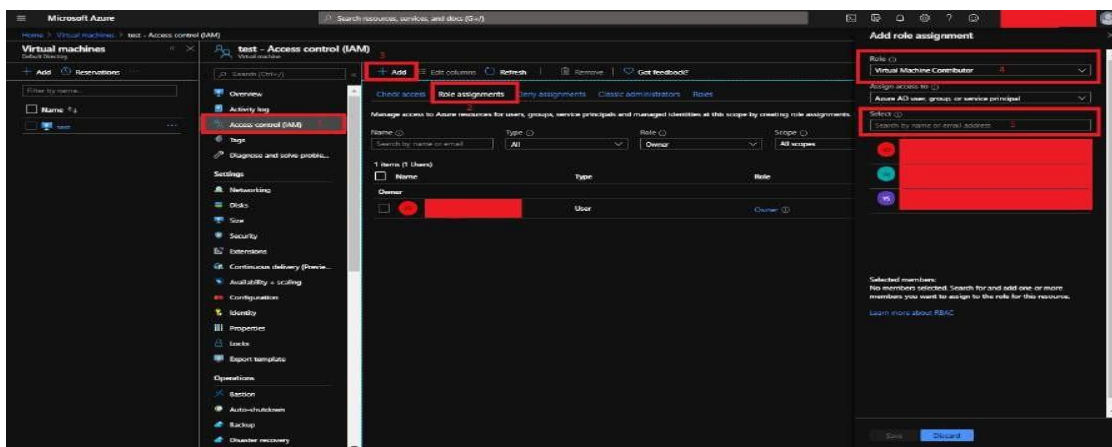 Microsoft Azure
Search resources, services, and docs (G+/)
Home > Virtual machines > test - Access control (IAM)
Virtual machines
Default Directory
+ Add
Reservations
Filter by name...
Name
test
test - Access control (IAM)
Virtual machine
Search (Ctrl+/)
Overview
Activity log
Access control (IAM) 1
Tags
Diagnose and solve proble...
Settings
Networking
Disks
Size
Security
Extensions
Continuous delivery (Previe...
Availability + scaling
Configuration
Identity
Properties
Locks
Export template
Operations
Bastion
Auto-shutdown
Backup
Disaster recovery
3
+ Add
Edit columns
Refresh
Remove
Got feedback?
Check access
Role assignments
Deny assignments
Classic administrators
Roles
2
Manage access to Azure resources for users, groups, service principals and managed identities at this scope by creating role assignments.
Name
Type
Role
Scope
Search by name or email
All
Owner
All scopes
1 items (1 Users)
Name
Type
Role
Owner
User
Owner
Add role assignment
Role
Virtual Machine Contributor 4
Assign access to
Azure AD user, group, or service principal
Select
Search by name or email address 5
YS
Selected members:
No members selected. Search for and add one or more
members you want to assign to the role for this resource.
Learn more about RBAC
Save
Discard